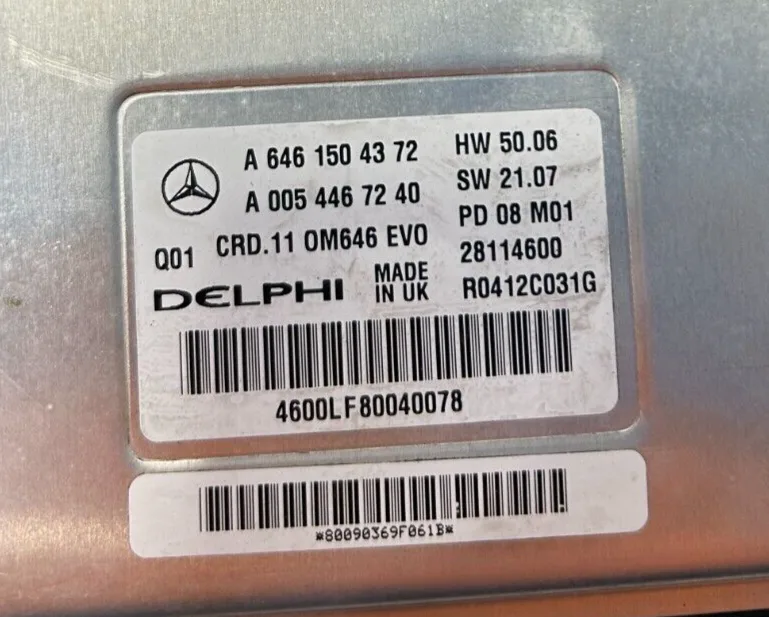 A 646 150 43 72 HW 50.06
A 005 446 72 40 SW 21.07
Q01 CRD.11 OM646 EVO PD 08 M01
28114600
DELPHI MADE IN UK R0412C031G
4600LF80040078
*80090369F061B*